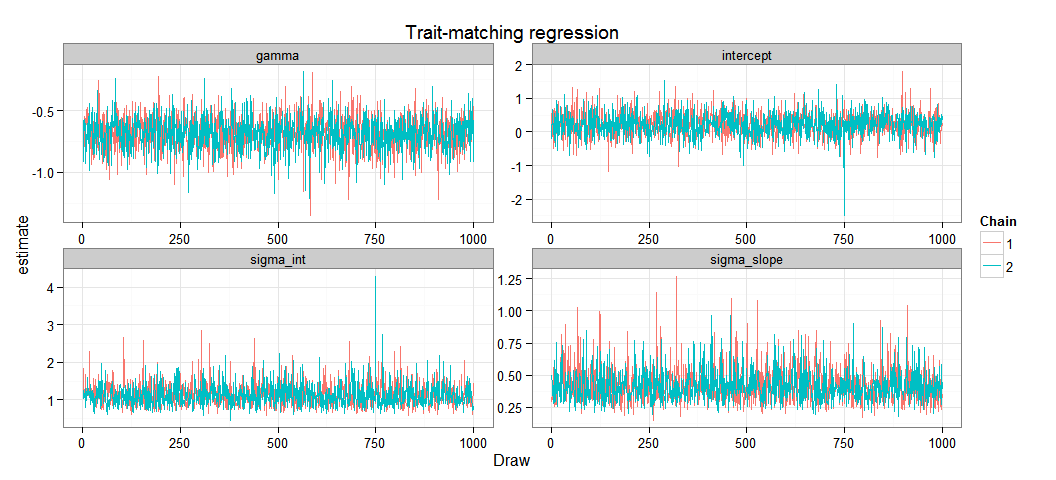 Trait-matching regression
gamma
intercept
-0.5
-1.0
2
1
0
-1
-2
0 250 500 750 1000
0 250 500 750 1000
estimate
sigma_int
sigma_slope
4
3
2
1
1.25
1.00
0.75
0.50
0.25
0 250 500 750 1000
0 250 500 750 1000
Draw
Chain
1
2